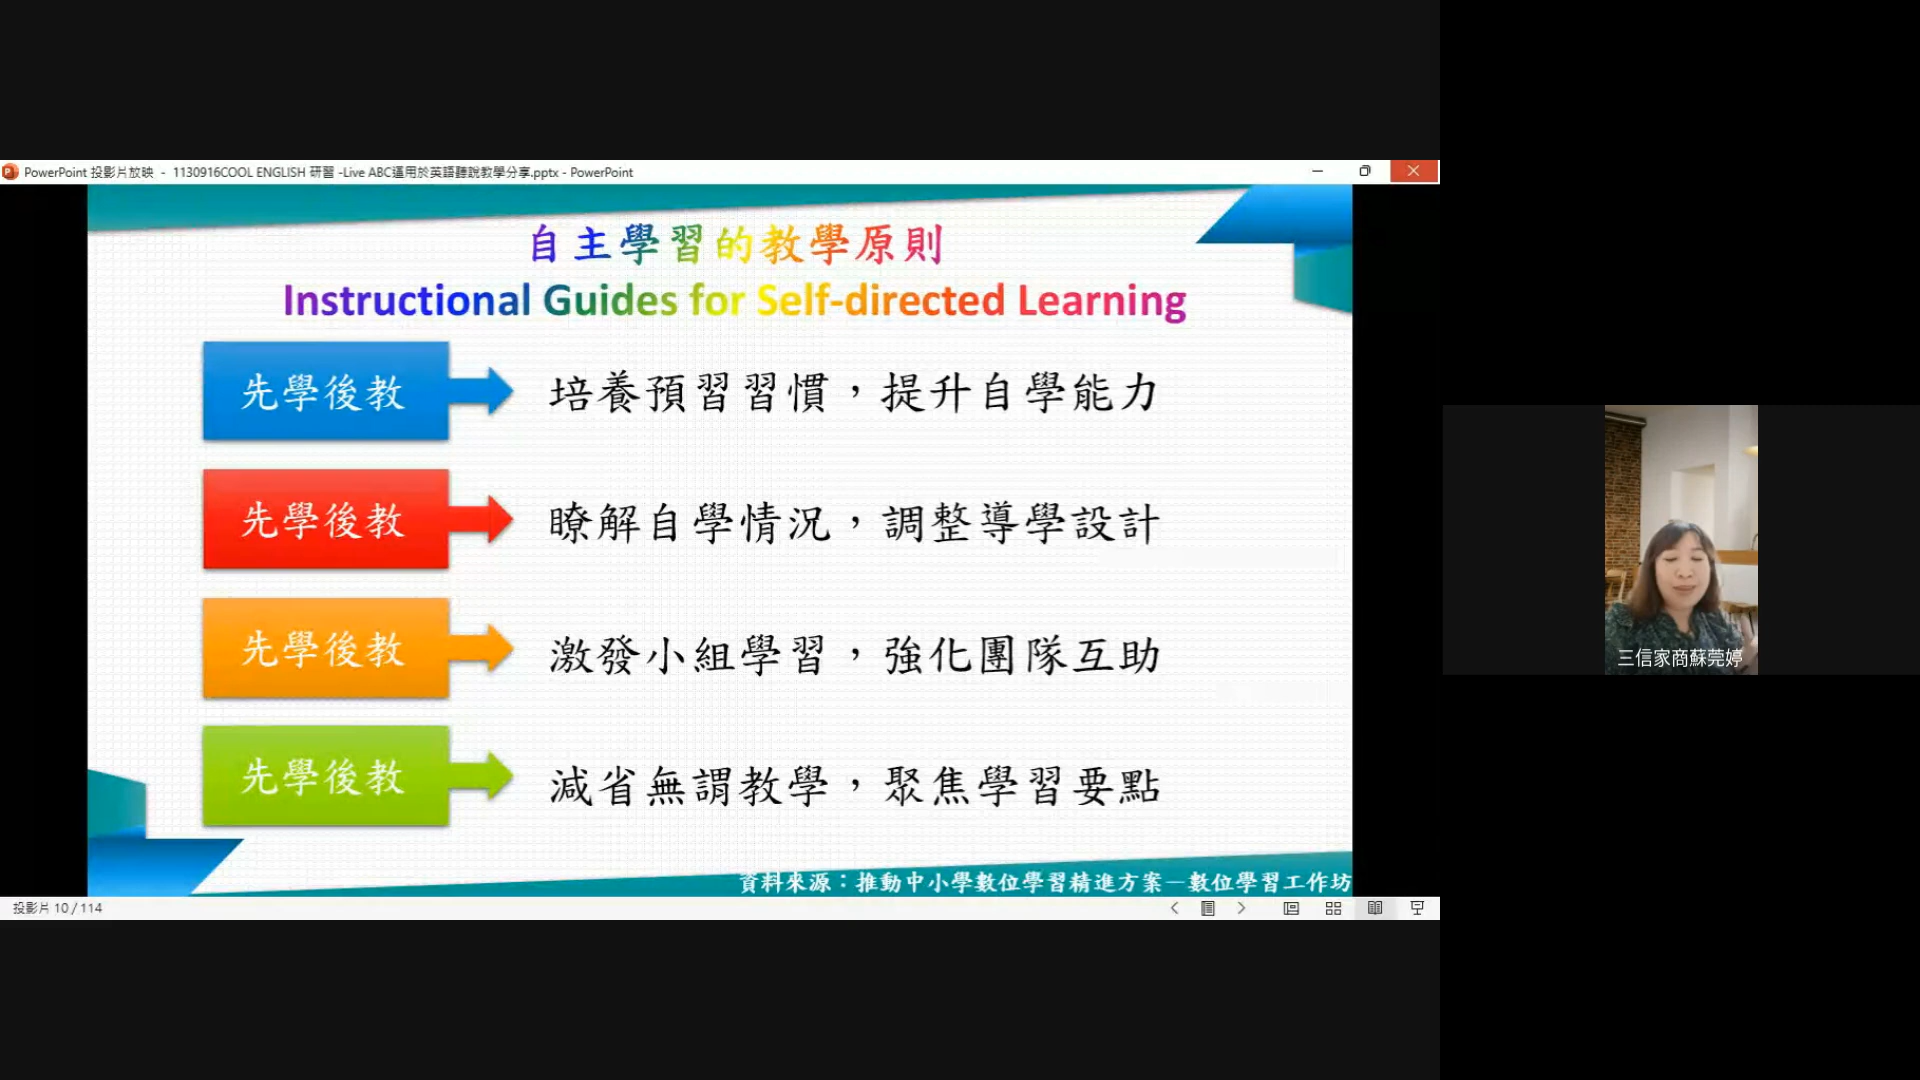 PowerPoint 投影片放映 - 1130916COOL ENGLISH 研習 -Live ABC運用於英語聽說教學分享.pptx - PowerPoint
自主學習的教學原則
Instructional Guides for Self-directed Learning
先學後教
培養預習習慣，提升自學能力
先學後教
瞭解自學情況，調整導學設計
先學後教
激發小組學習，強化團隊互助
先學後教
減省無謂教學，聚焦學習要點
資料來源：推動中小學數位學習精進方案－數位學習工作坊
投影片 10 / 114
三信家商蘇莞婷